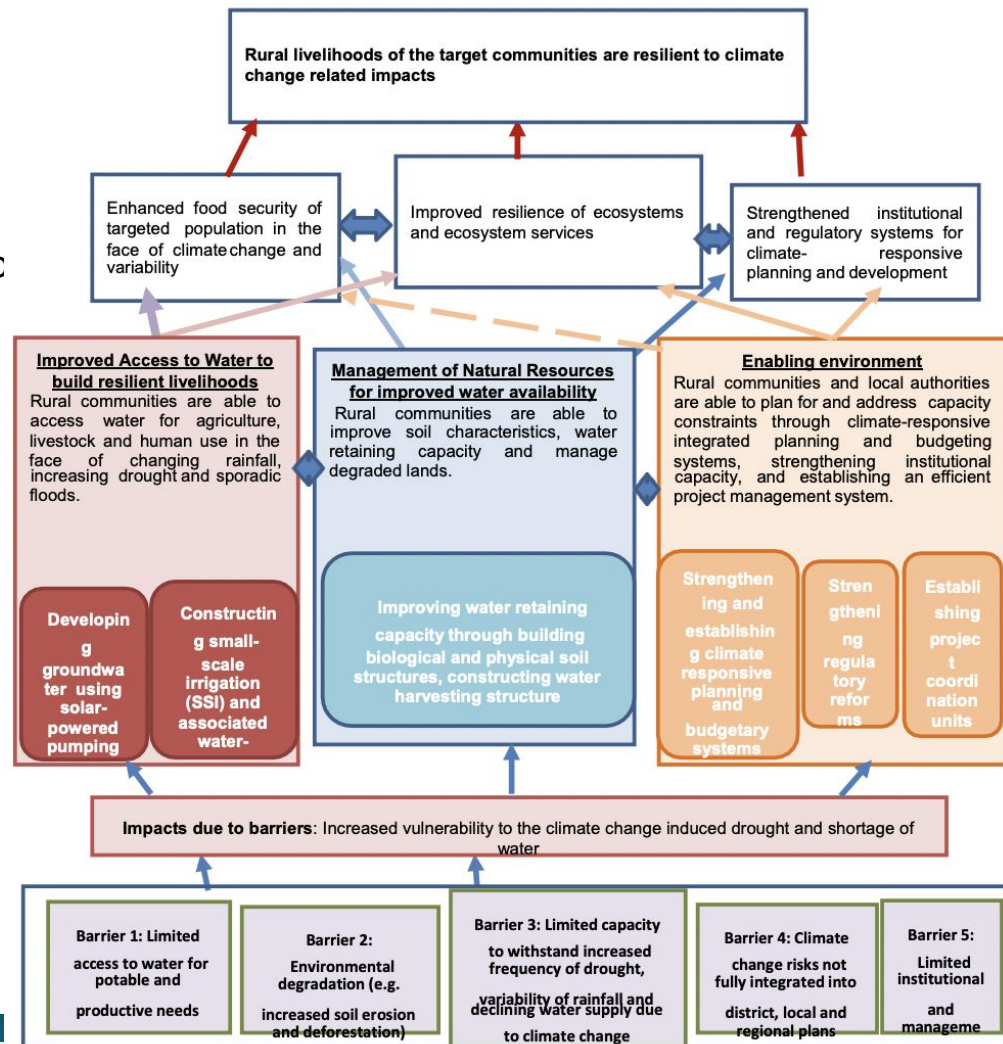 Rural livelihoods of the target communities are resilient to climate
change related impacts
Enhanced food security of
targeted population in the
face of climate change and
variability
Improved resilience of ecosystems
and ecosystem services
Strengthened institutional
and regulatory systems for
climate- responsive
planning and development
Improved Access to Water to
build resilient livelihoods
Rural communities are able to
access water for agriculture,
livestock and human use in the
face of changing rainfall,
increasing drought and sporadic
floods.
Developin
g
groundwa
ter using
solar-
powered
pumping
Constructin
g small-
scale
irrigation
(SSI) and
associated
water-
Management of Natural Resources
for improved water availability
Rural communities are able to
improve soil characteristics, water
retaining capacity and manage
degraded lands.
Improving water retaining
capacity through building
biological and physical soil
structures, constructing water
harvesting structure
Enabling environment
Rural communities and local authorities
are able to plan for and address capacity
constraints through climate-responsive
integrated planning and budgeting
systems, strengthening institutional
capacity, and establishing an efficient
project management system.
Strengthen
ing and
establishin
g climate
responsive
planning
and
budgetary
systems
Stren
gtheni
ng
regula
tory
refor
ms
Establi
shing
projec
t
coordi
nation
units
Impacts due to barriers: Increased vulnerability to the climate change induced drought and shortage of
water
Barrier 1: Limited
access to water for
potable and
productive needs
Barrier 2:
Environmental
degradation (e.g.
increased soil erosion
and deforestation)
Barrier 3: Limited capacity
to withstand increased
frequency of drought,
variability of rainfall and
declining water supply due
to climate change
Barrier 4: Climate
change risks not
fully integrated into
district, local and
regional plans
Barrier 5:
Limited
institutional
and manageme